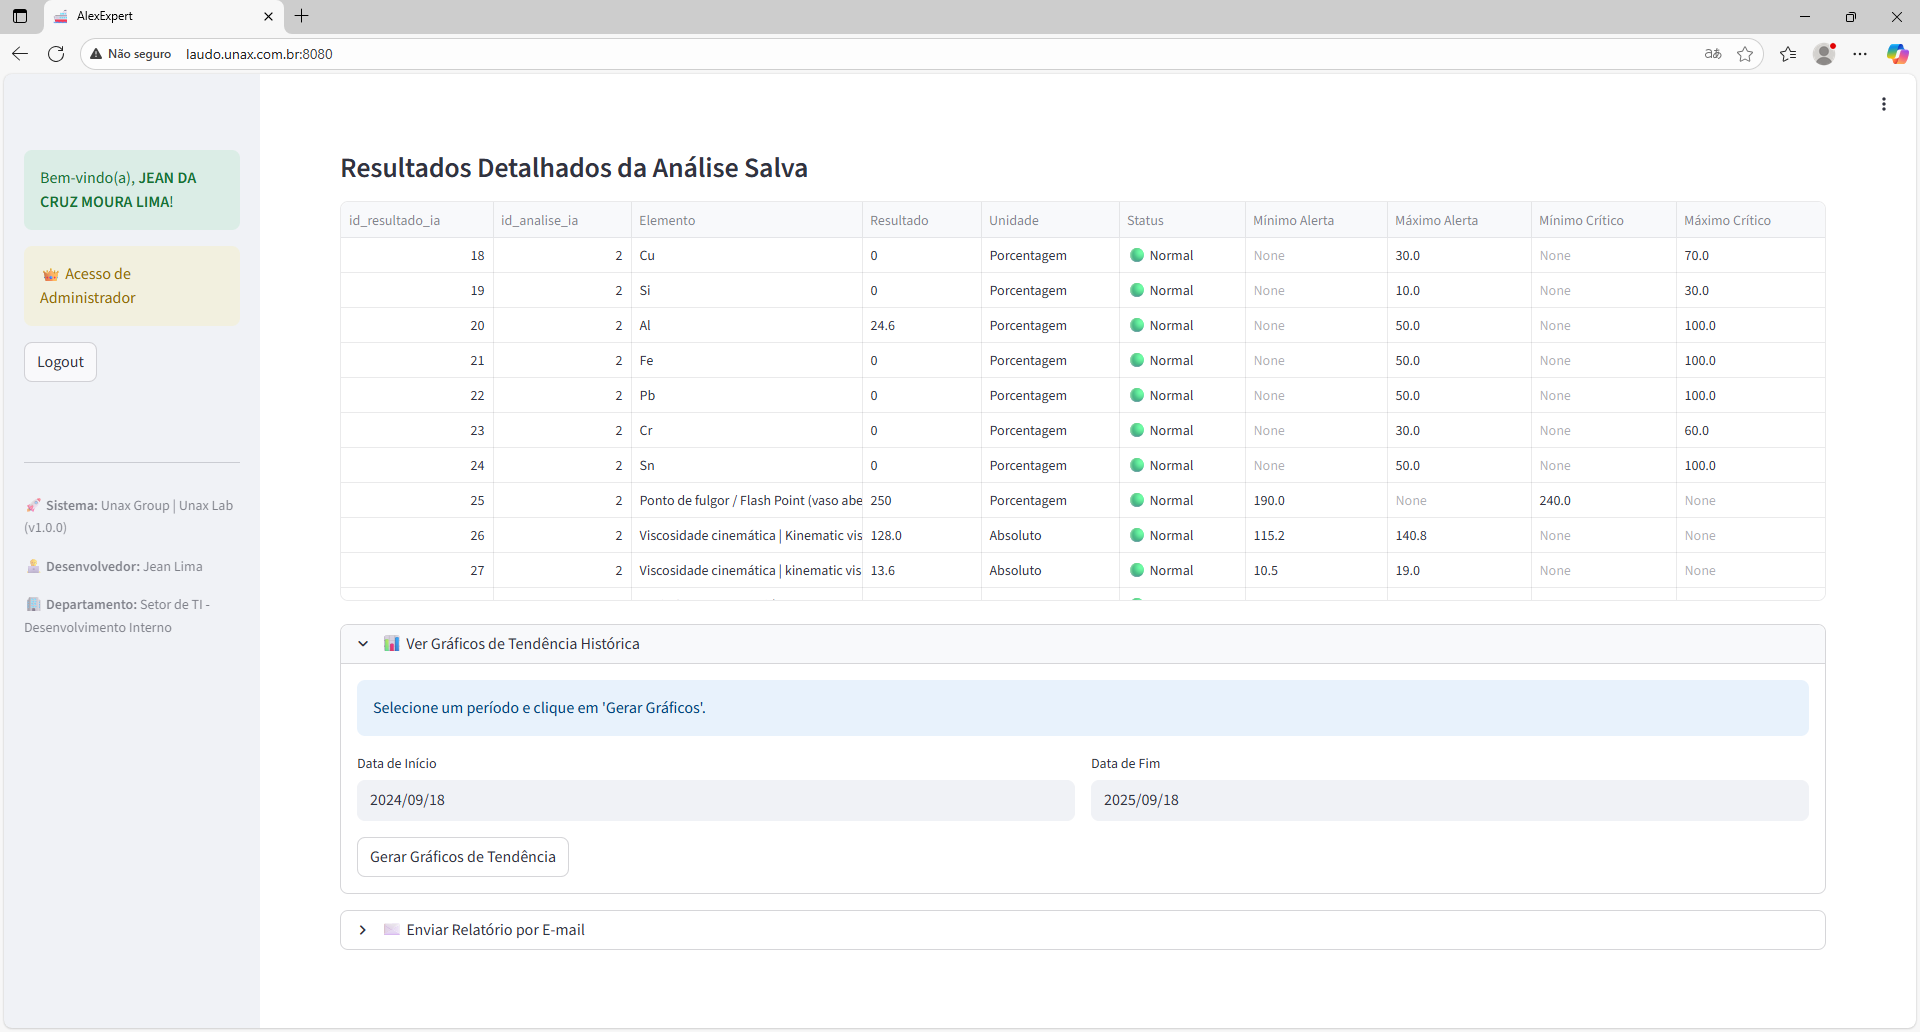 AlexExpert
Não seguro
laudo.unax.com.br:8080
Bem-vindo(a), JEAN DA
CRUZ MOURA LIMA!
Acesso de
Administrador
Logout
Sistema: Unax Group | Unax Lab
(v1.0.0)
Desenvolvedor: Jean Lima
Departamento: Setor de TI -
Desenvolvimento Interno
Resultados Detalhados da Análise Salva
id_resultado_ia id_analise_ia Elemento Resultado Unidade Status Mínimo Alerta Máximo Alerta Mínimo Crítico Máximo Crítico
18 2 Cu 0 Porcentagem Normal None 30.0 None 70.0
19 2 Si 0 Porcentagem Normal None 10.0 None 30.0
20 2 Al 24.6 Porcentagem Normal None 50.0 None 100.0
21 2 Fe 0 Porcentagem Normal None 50.0 None 100.0
22 2 Pb 0 Porcentagem Normal None 50.0 None 100.0
23 2 Cr 0 Porcentagem Normal None 30.0 None 60.0
24 2 Sn 0 Porcentagem Normal None 50.0 None 100.0
25 2 Ponto de fulgor / Flash Point (vaso abe 250 Porcentagem Normal 190.0 None 240.0 None
26 2 Viscosidade cinemática | Kinematic vis 128.0 Absoluto Normal 115.2 140.8 None None
27 2 Viscosidade cinemática | kinematic vis 13.6 Absoluto Normal 10.5 19.0 None None
Ver Gráficos de Tendência Histórica
Selecione um período e clique em 'Gerar Gráficos'.
Data de Início
Data de Fim
2024/09/18
2025/09/18
Gerar Gráficos de Tendência
Enviar Relatório por E-mail